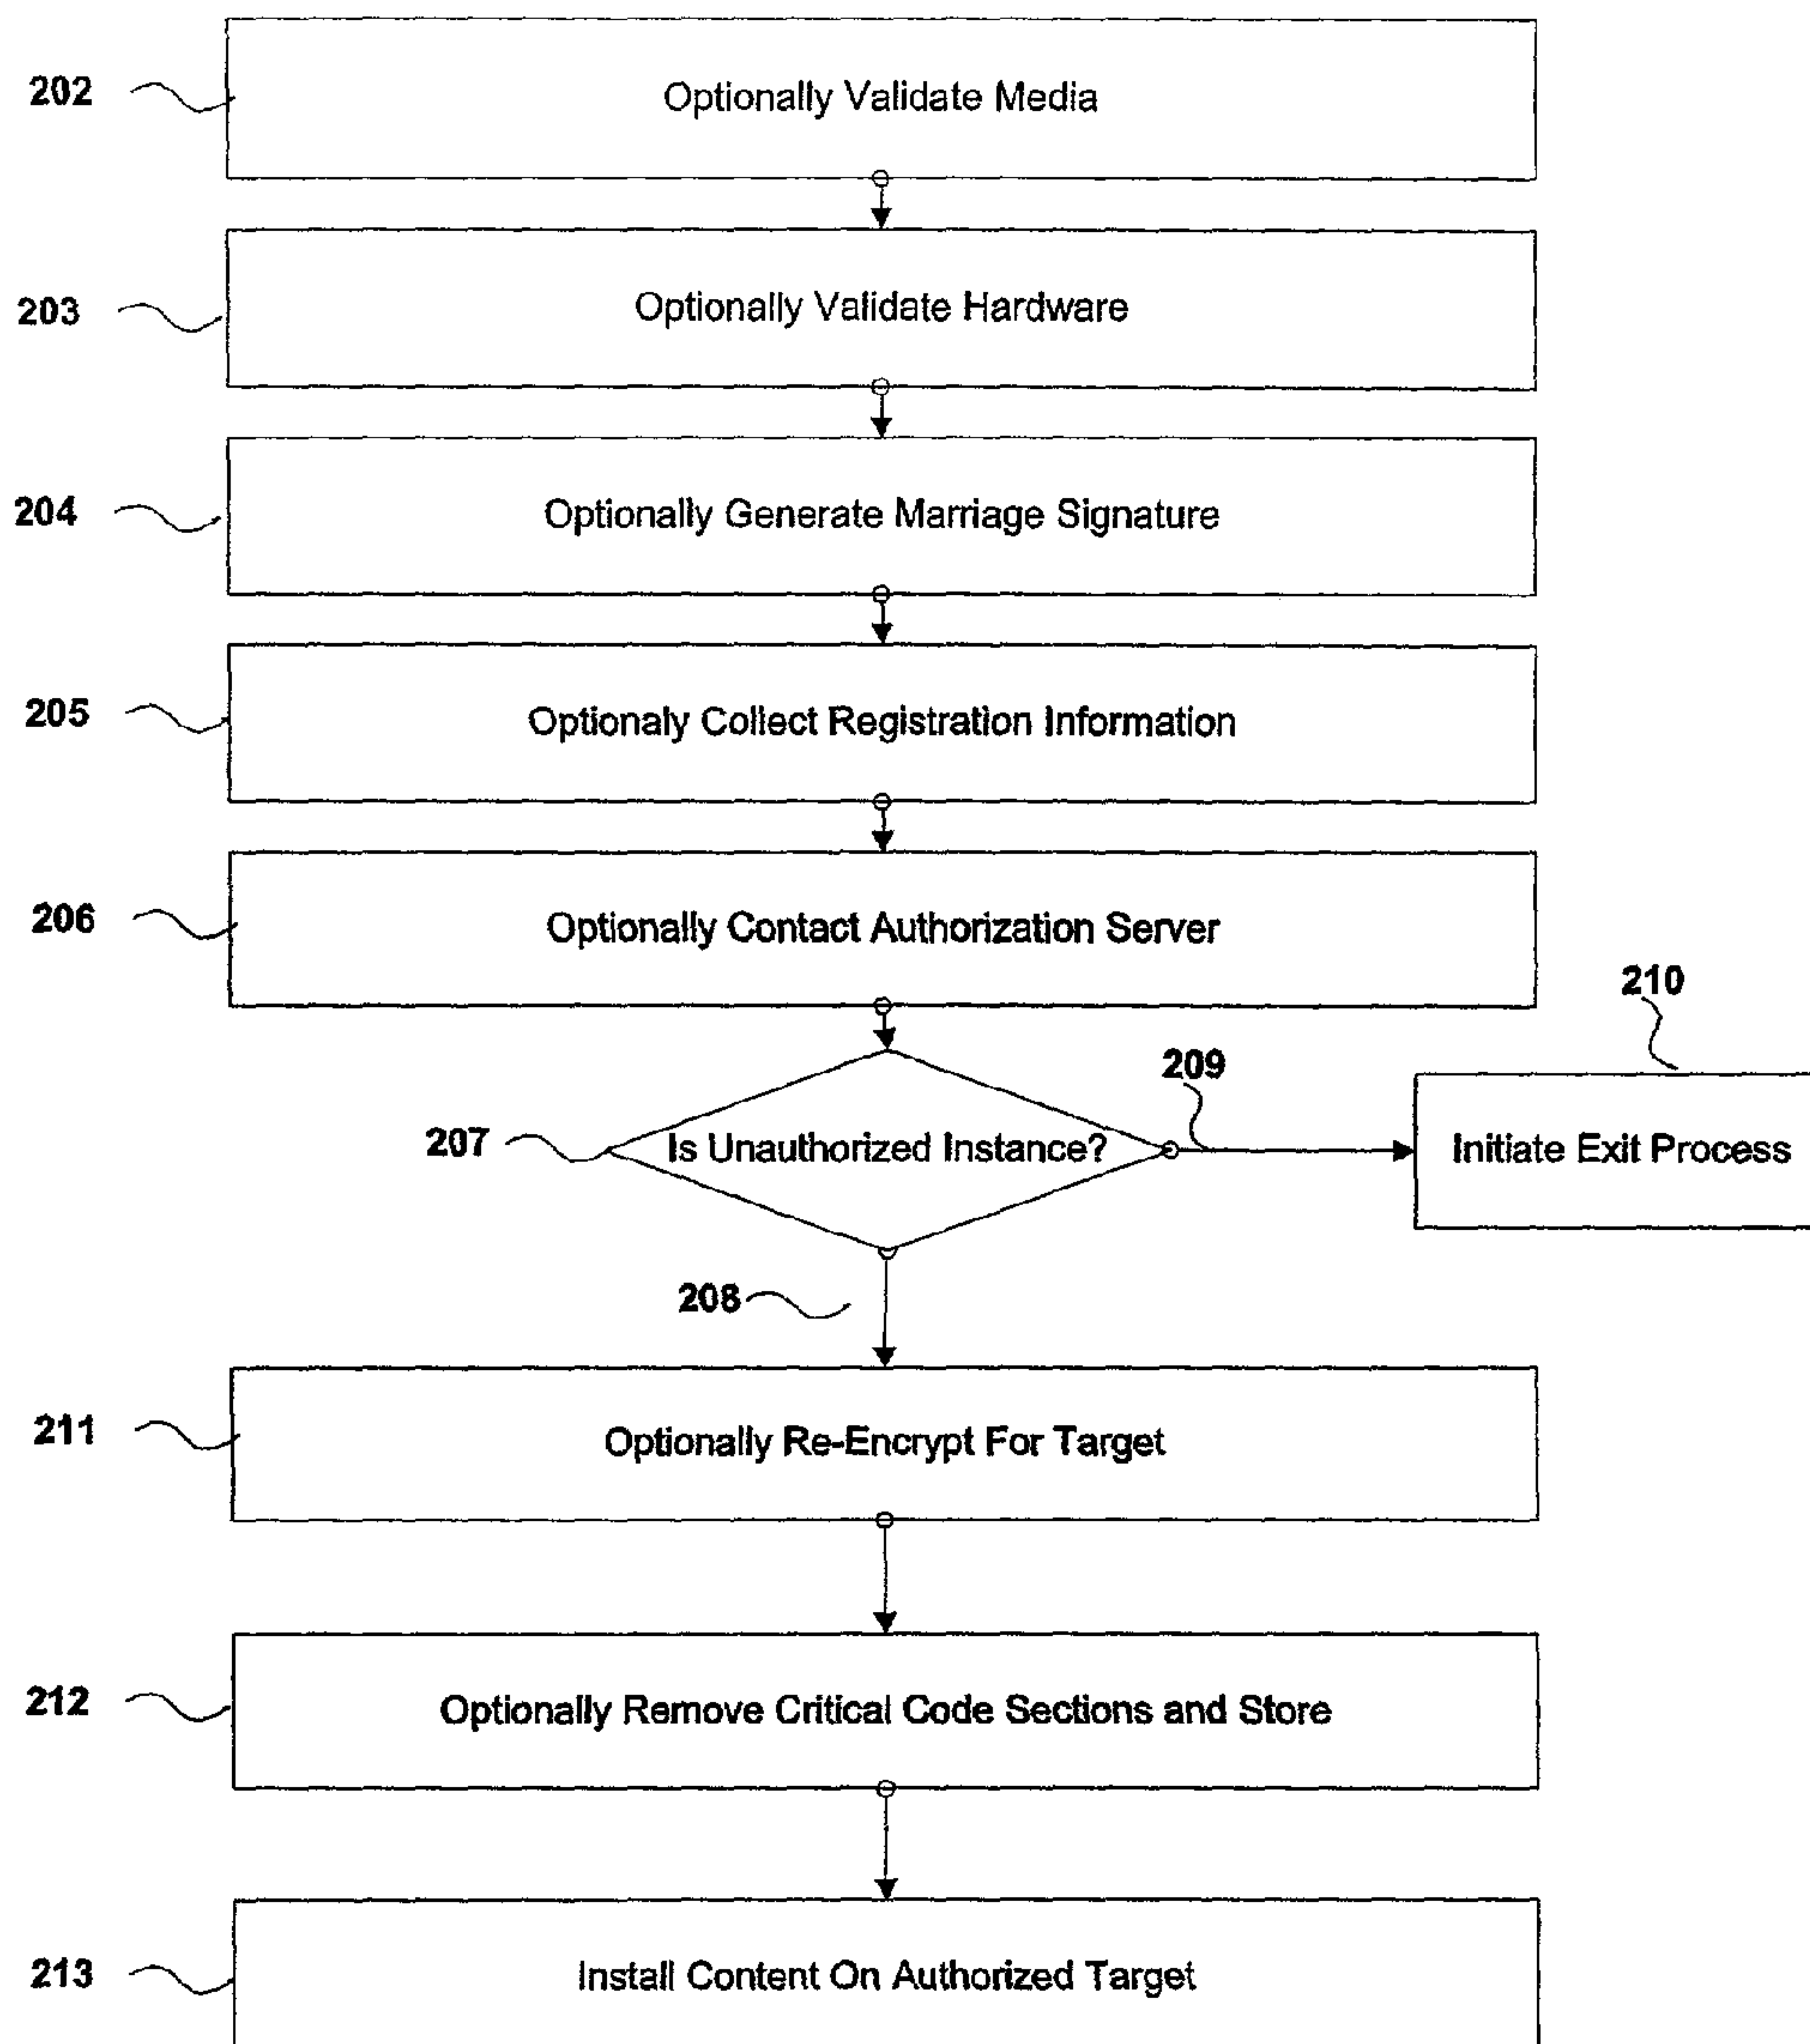 202
Optionally Validate Media
203
Optionally Validate Hardware
204
Optionally Generate Marriage Signature
205
Optionaly Collect Registration Information
206
Optionally Contact Authorization Server
210
209
207
Is Unauthorized Instance?
Initiate Exit Process
208
211
Optionally Re-Encrypt For Target
212
Optionally Remove Critical Code Sections and Store
213
Install Content On Authorized Target